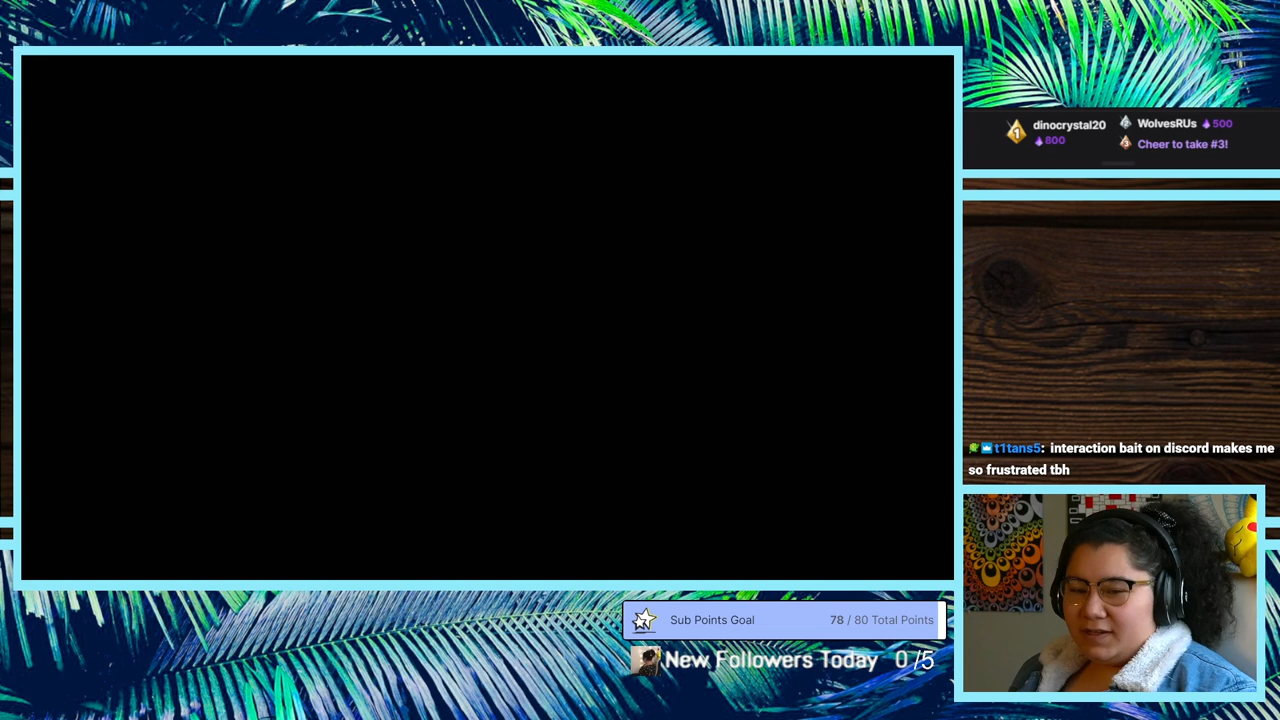 dinocrystal20
800
WolvesRUs 500
Cheer to take #3!
t1tans5: interaction bait on discord makes me
so frustrated tbh
Sub Points Goal 78 / 80 Total Points
New Followers Today 0 /5